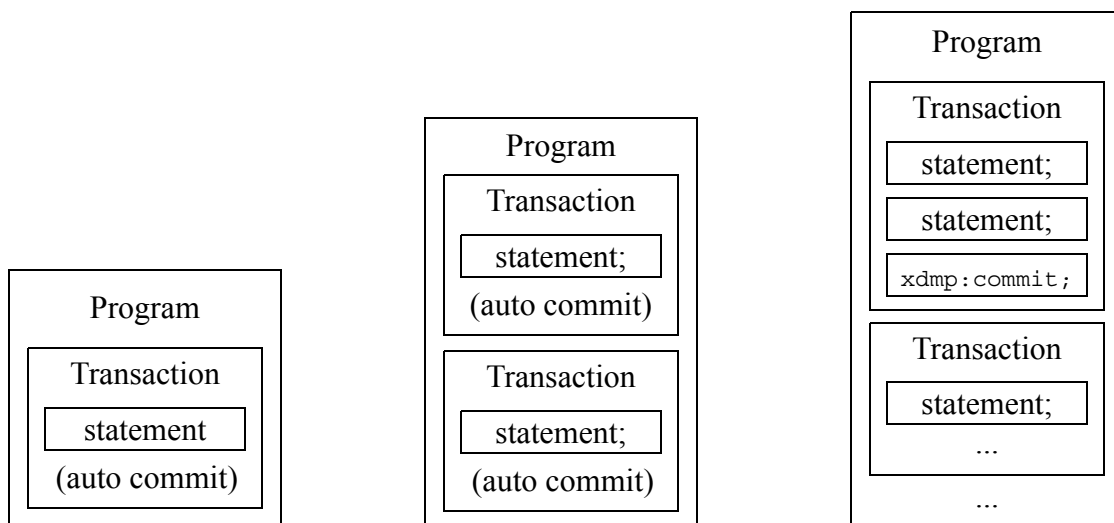 Program
Transaction
statement
(auto commit)
Program
Transaction
statement;
(auto commit)
Transaction
statement;
(auto commit)
Program
Transaction
statement;
statement;
xdmp:commit;
Transaction
statement;
...
...